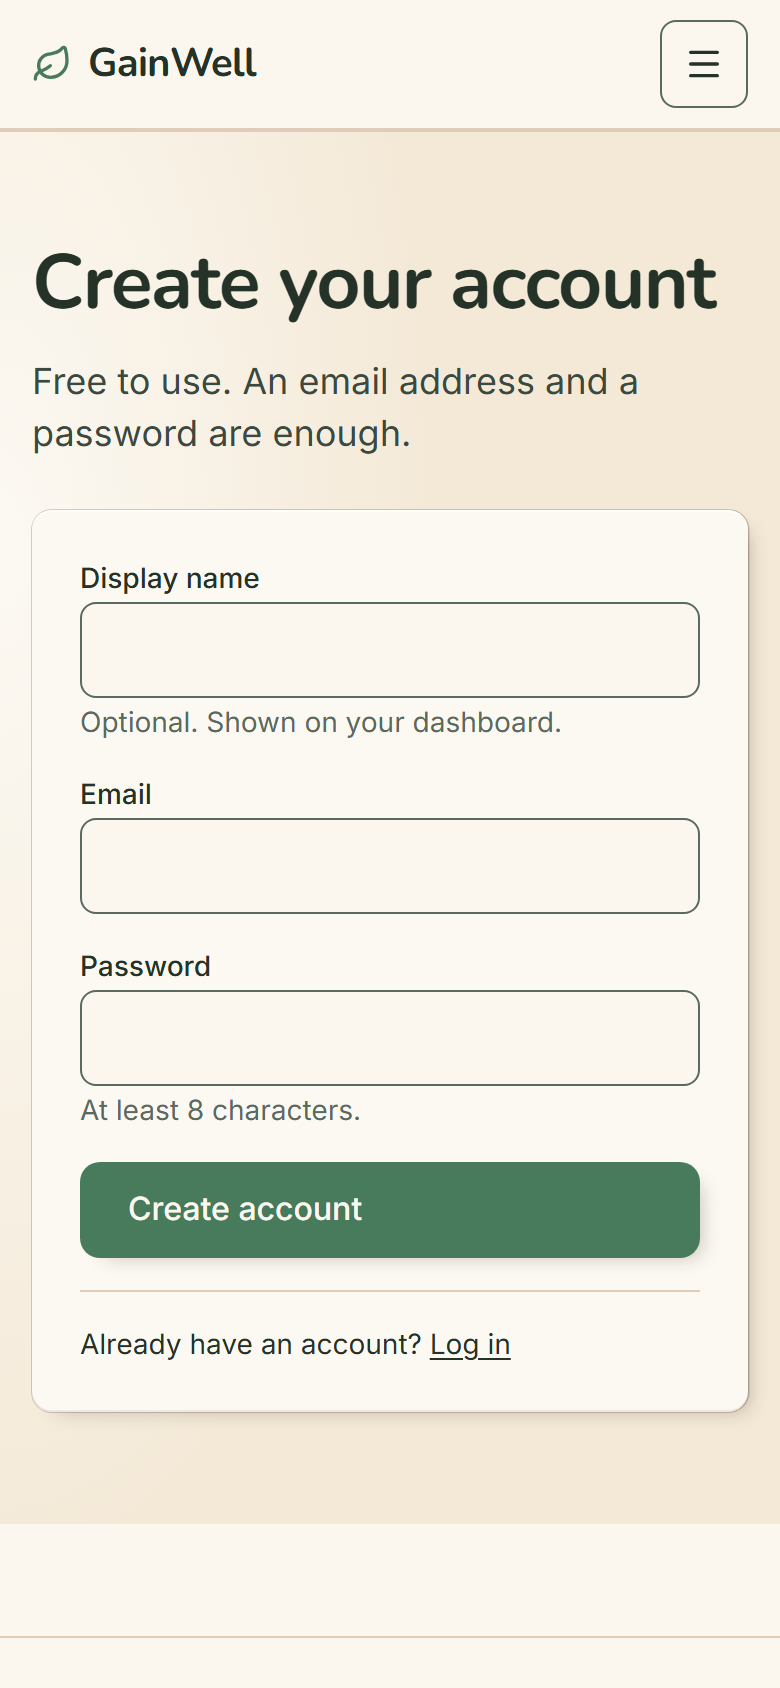 GainWell
Create your account
Free to use. An email address and a
password are enough.
Display name
Optional. Shown on your dashboard.
Email
Password
At least 8 characters.
Create account
Already have an account? Log in